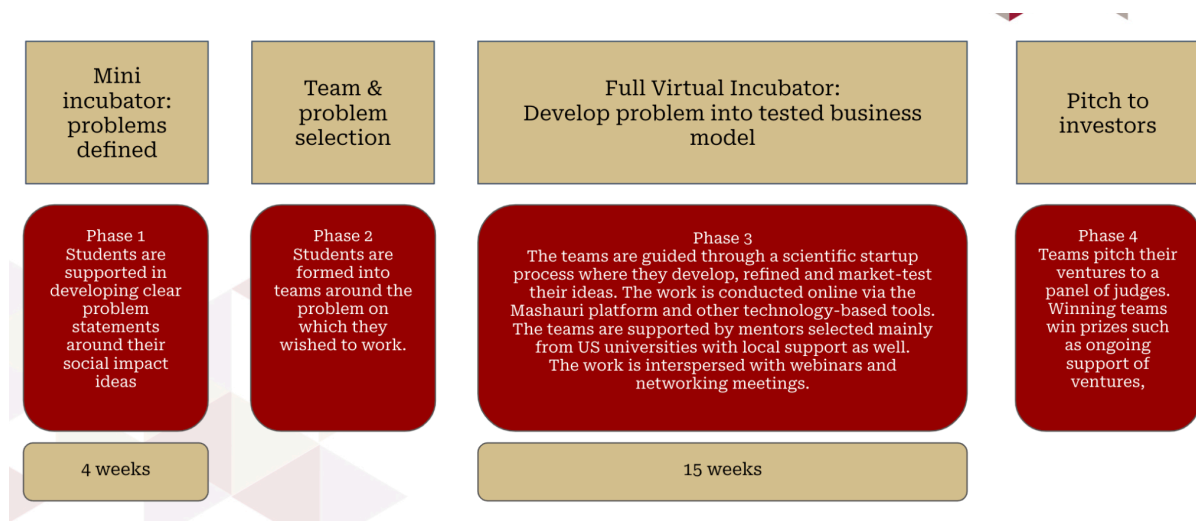 Mini
incubator:
problems
defined
Team &
problem
selection
Full Virtual Incubator:
Develop problem into tested business
model
Pitch to
investors
Phase 1
Students are
supported in
developing clear
problem
statements
around their
social impact
ideas
Phase 2
Students are
formed into
teams around the
problem on
which they
wished to work.
Phase 3
The teams are guided through a scientific startup
process where they develop, refined and market-test
their ideas. The work is conducted online via the
Mashauri platform and other technology-based tools.
The teams are supported by mentors selected mainly
from US universities with local support as well.
The work is interspersed with webinars and
networking meetings.
Phase 4
Teams pitch their
ventures to a
panel of judges.
Winning teams
win prizes such
as ongoing
support of
ventures,
4 weeks
15 weeks